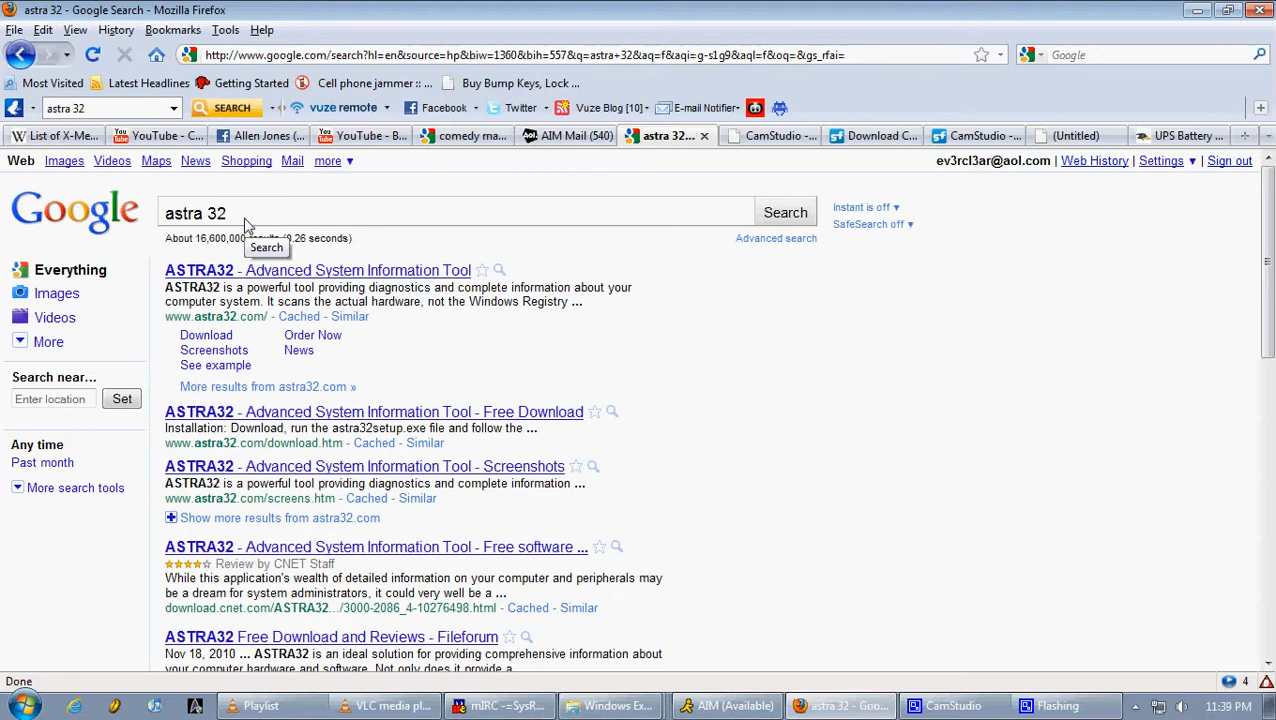 astra 32 - Google Search - Mozilla Firefox
File Edit View History Bookmarks Tools Help
http://www.google.com/search?hl=en&source=hp&biw=1360&bih=557&q=astra+32&aq=f&aqi=g-s1g9&aql=f&oq=&gs_rfai= Google
Most Visited Latest Headlines Getting Started Cell phone jammer :: ... Buy Bump Keys, Lock ...
astra 32 SEARCH vuze remote Facebook Twitter Vuze Blog [10] E-mail Notifier
List of X-Me... YouTube - C... Allen Jones (... YouTube - B... comedy ma... AIM Mail (540) astra 32... CamStudio ... Download C... CamStudio ... (Untitled) UPS Battery ...
Web Images Videos Maps News Shopping Mail more ev3rcl3ar@aol.com | Web History | Settings | Sign out
Google astra 32 Search Instant is off
SafeSearch off
About 16,600,000 results (0.26 seconds) Advanced search
Search
Everything
Images
Videos
More
Search near...
Enter location Set
Any time
Past month
More search tools
ASTRA32 - Advanced System Information Tool
ASTRA32 is a powerful tool providing diagnostics and complete information about your
computer system. It scans the actual hardware, not the Windows Registry ...
www.astra32.com/ - Cached - Similar
Download Order Now
Screenshots News
See example
More results from astra32.com »
ASTRA32 - Advanced System Information Tool - Free Download
Installation: Download, run the astra32setup.exe file and follow the ...
www.astra32.com/download.htm - Cached - Similar
ASTRA32 - Advanced System Information Tool - Screenshots
ASTRA32 is a powerful tool providing diagnostics and complete information ...
www.astra32.com/screens.htm - Cached - Similar
Show more results from astra32.com
ASTRA32 - Advanced System Information Tool - Free software ...
Review by CNET Staff
While this application's wealth of detailed information on your computer and peripherals may
be a dream for system administrators, it could very well be a ...
download.cnet.com/ASTRA32.../3000-2086_4-10276498.html - Cached - Similar
ASTRA32 Free Download and Reviews - Fileforum
Nov 18, 2010 ... ASTRA32 is an ideal solution for providing comprehensive information about
your computer hardware and software. Not only does it provide a
Done 4
Playlist VLC media pl... mIRC -=SysR... Windows Exp... AIM (Available) astra 32 - Goo... CamStudio Flashing 11:39 PM